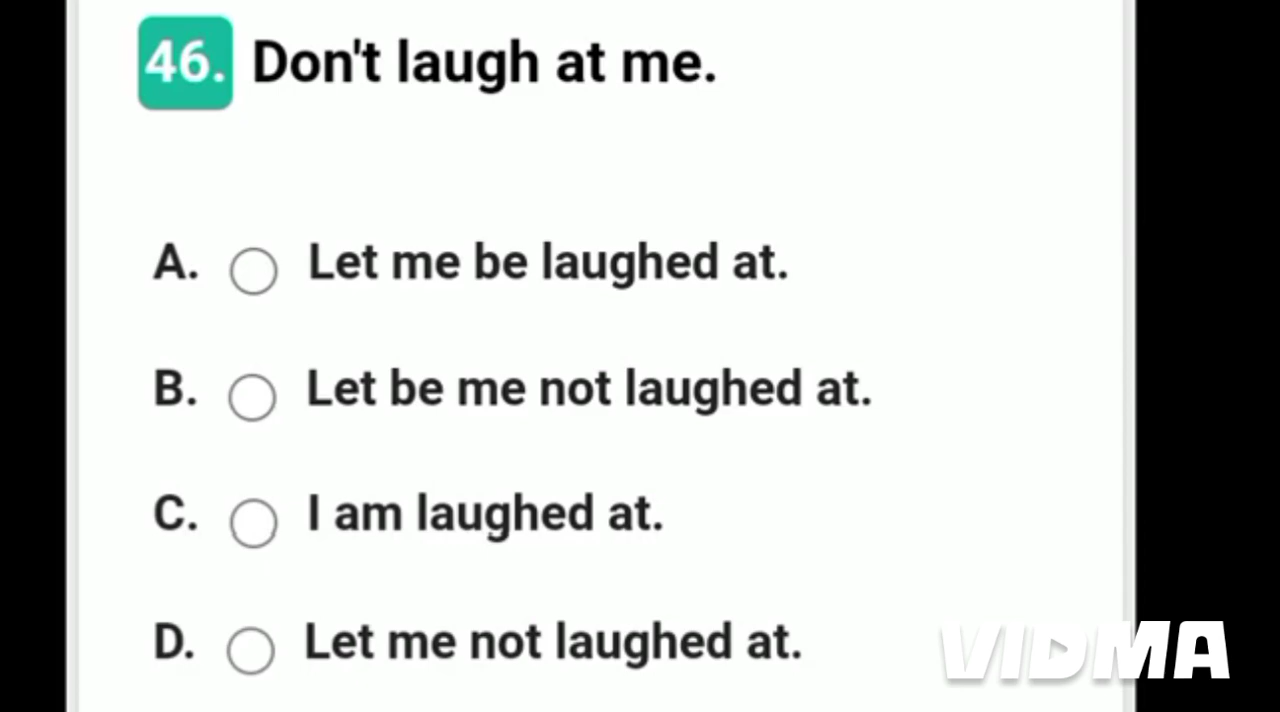 46. Don't laugh at me.
A. Let me be laughed at.
B. Let be me not laughed at.
C. I am laughed at.
D. Let me not laughed at.
VIDMA